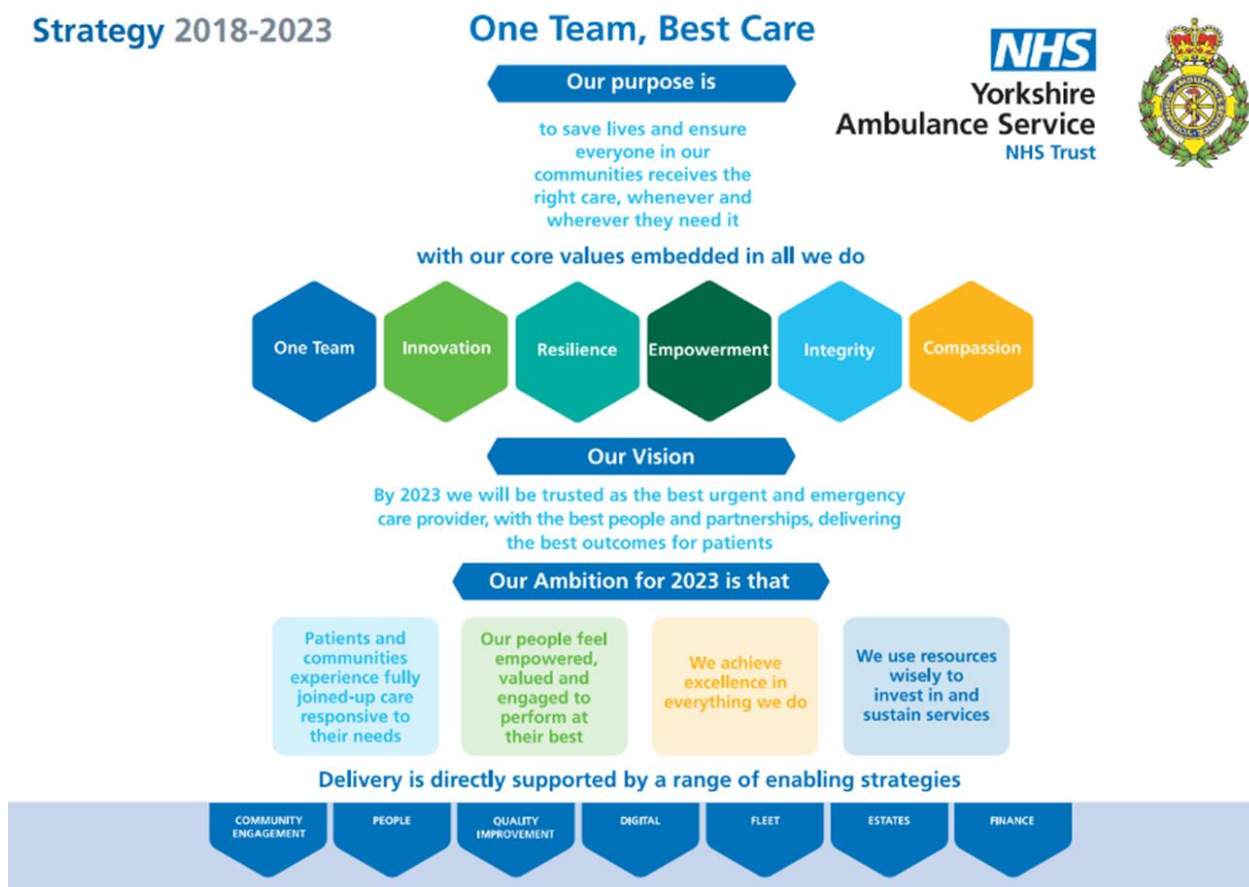 Strategy 2018-2023
One Team, Best Care
NHS
Yorkshire
Ambulance Service
NHS Trust
Our purpose is
to save lives and ensure
everyone in our
communities receives the
right care, whenever and
wherever they need it
with our core values embedded in all we do
One Team
Innovation
Resilience
Empowerment
Integrity
Compassion
Our Vision
By 2023 we will be trusted as the best urgent and emergency
care provider, with the best people and partnerships, delivering
the best outcomes for patients
Our Ambition for 2023 is that
Patients and
communities
experience fully
joined-up care
responsive to
their needs
Our people feel
empowered,
valued and
engaged to
perform at
their best
We achieve
excellence in
everything we do
We use resources
wisely to
invest in and
sustain services
Delivery is directly supported by a range of enabling strategies
COMMUNITY
ENGAGEMENT
PEOPLE
QUALITY
IMPROVEMENT
DIGITAL
FLEET
ESTATES
FINANCE